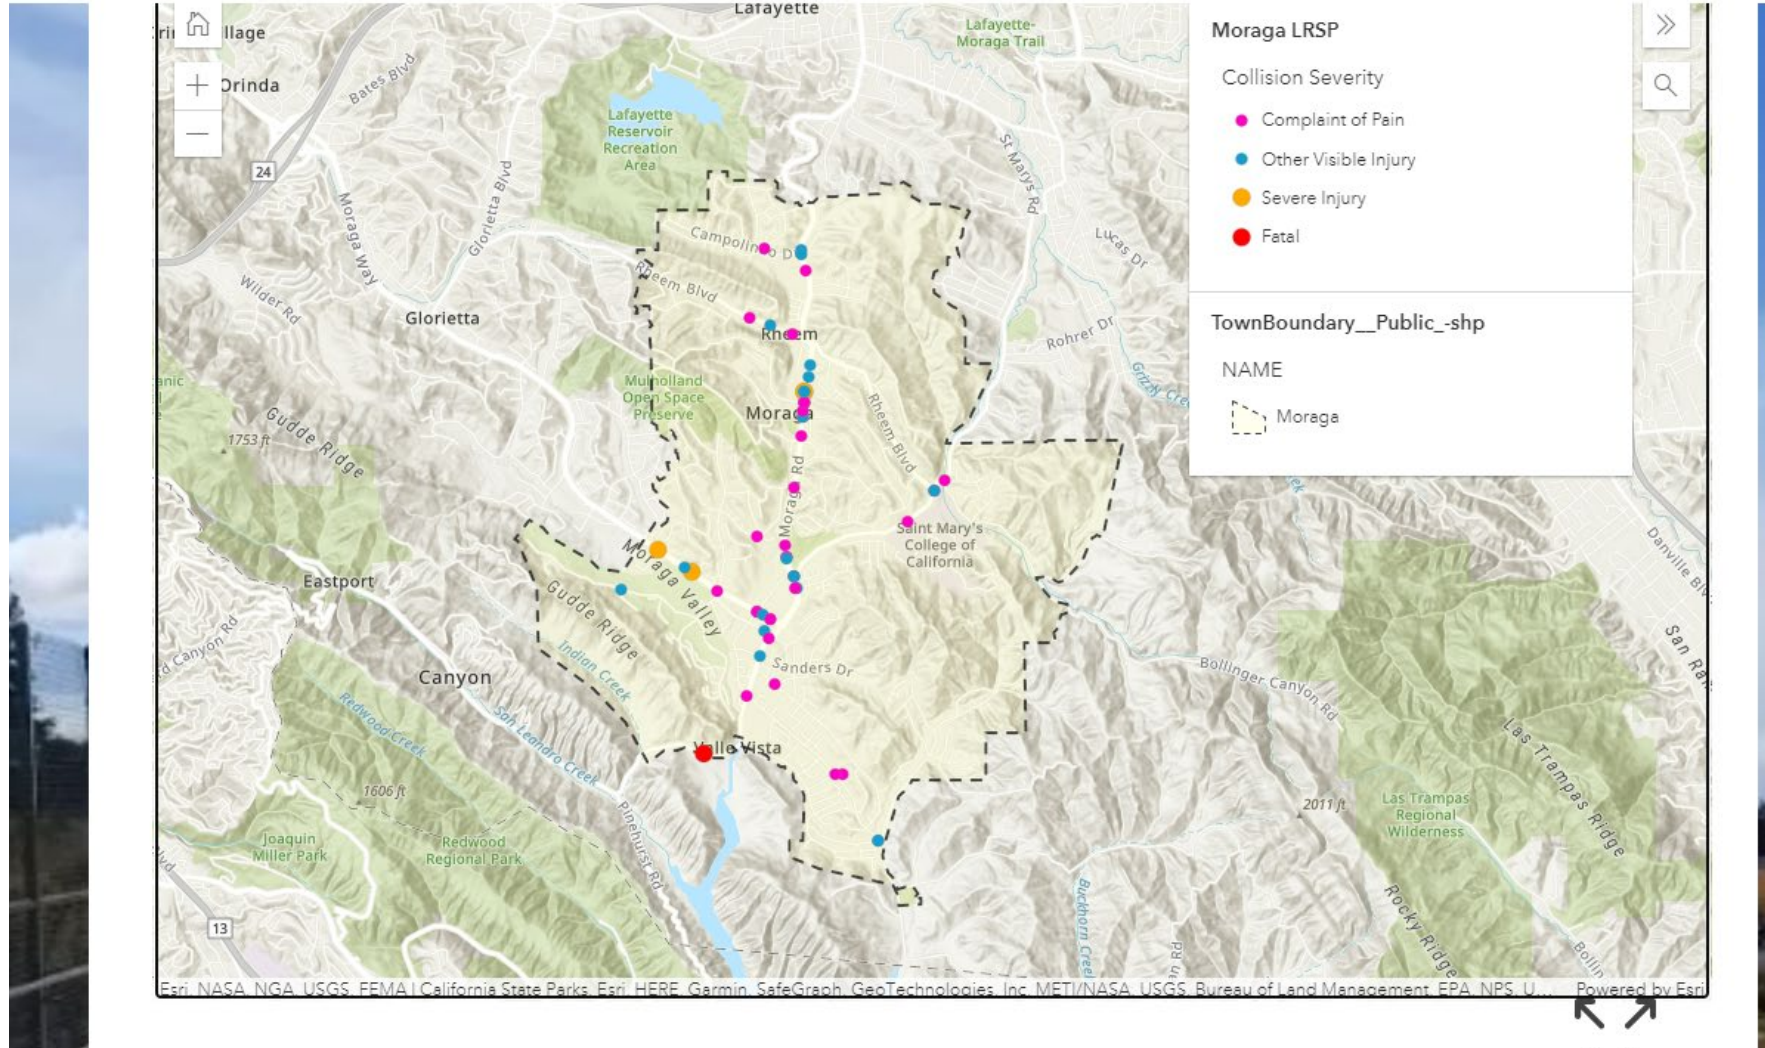 Lafayette
Lafayette-
Moraga Trail
Orinda
Bates Blvd
24
Lafayette
Reservoir
Recreation
Area
St Marys Rd
Moraga Way
Glorietta Blvd
Lucas Dr
Wilder Rd
Glorietta
Campolindo D
Rheem Blvd
Rheem
Rohrer Dr
Mulholland
Open Space
Preserve
Moraga
Rheem Blvd
Moraga Rd
Gudde Ridge
1753 ft
Saint Mary's
College of
California
Moraga Valley
Gudde Ridge
Indian Creek
Eastport
Canyon
Canyon Rd
Redwood Creek
San Leandro Creek
Sanders Dr
Valle Vista
Bollinger Canyon Rd
Danville Blv
Las Trampas Ridge
1606 ft
2011 ft
Las Trampas
Regional
Wilderness
Joaquin
Miller Park
Redwood
Regional Park
Pinehurst Rd
13
Buckhorn Creek
Rocky Ridge
Moraga LRSP
Collision Severity
Complaint of Pain
Other Visible Injury
Severe Injury
Fatal
TownBoundary__Public_-shp
NAME
Moraga
Esri, NASA, NGA, USGS, FEMA | California State Parks, Esri, HERE, Garmin, SafeGraph, GeoTechnologies, Inc, METI/NASA, USGS, Bureau of Land Management, EPA, NPS, U... Powered by Esri